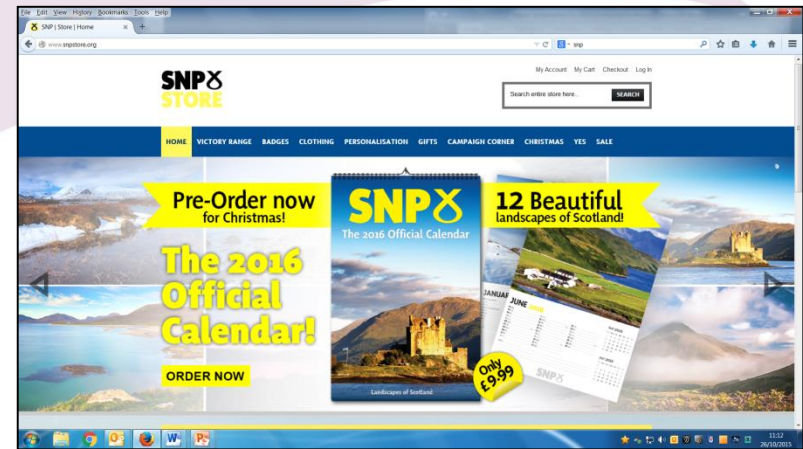 File Edit View History Bookmarks Tools Help
SNP | Store | Home
www.snpstore.org
snp
SNP
STORE
My Account My Cart Checkout Log In
Search entire store here...
SEARCH
HOME VICTORY RANGE BADGES CLOTHING PERSONALISATION GIFTS CAMPAIGN CORNER CHRISTMAS YES SALE
Pre-Order now
for Christmas!
The 2016
Official
Calendar!
ORDER NOW
SNP
The 2016 Official Calendar
Landscapes of Scotland
Only
£9.99
12 Beautiful
landscapes of Scotland!
JANUAR
JUNE
SNP
11:12
26/10/2015